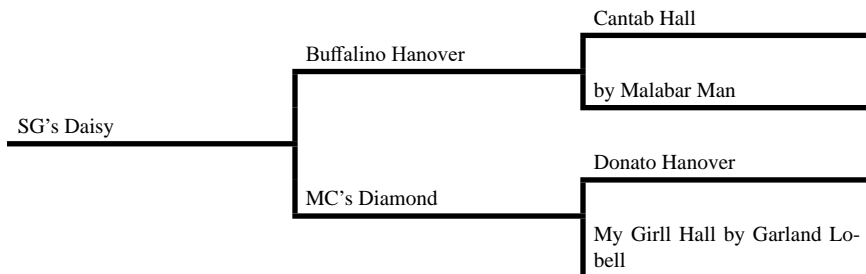 Cantab Hall
Buffalino Hanover
by Malabar Man
SG's Daisy
Donato Hanover
MC's Diamond
My Girll Hall by Garland Lo-
bell